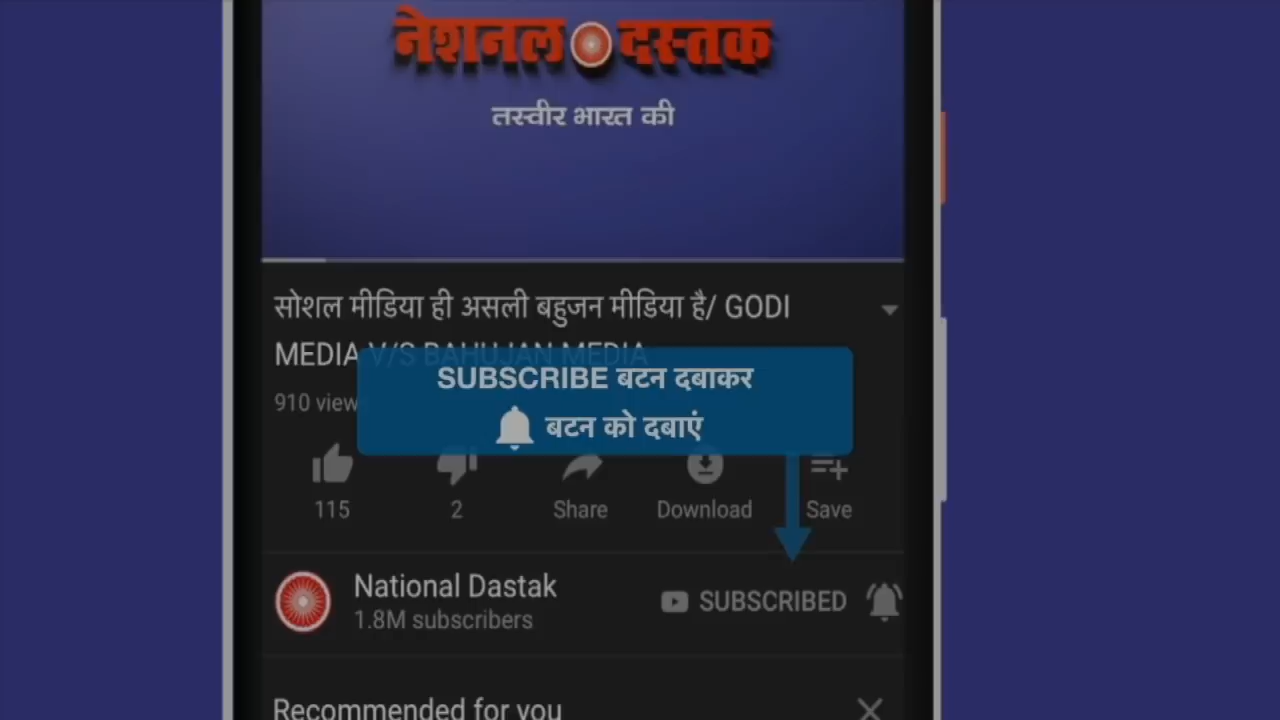 नेशनल दस्तक
तस्वीर भारत की
सोशल मीडिया ही असली बहुजन मीडिया है/ GODI
MEDIA V/S BAHUJAN MEDIA
910 view
SUBSCRIBE बटन दबाकर
बटन को दबाएं
115
2
Share
Download
Save
National Dastak
1.8M subscribers
SUBSCRIBED
Recommended for you